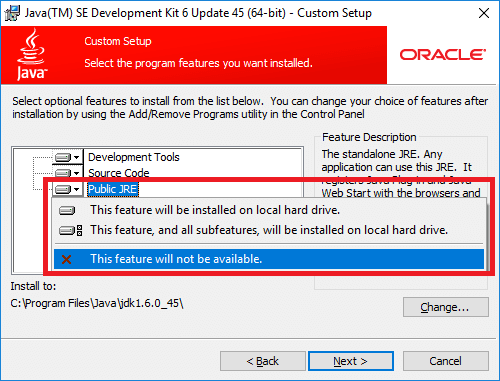 Java(TM) SE Development Kit 6 Update 45 (64-bit) - Custom Setup
Java
Custom Setup
Select the program features you want installed.
ORACLE
Select optional features to install from the list below.  You can change your choice of features after
installation by using the Add/Remove Programs utility in the Control Panel
Development Tools
Source Code
Public JRE
Feature Description
The standalone JRE. Any
application can use this JRE. It
registers Java Plug-in and Java
Web Start with the browsers and
This feature will be installed on local hard drive.
This feature, and all subfeatures, will be installed on local hard drive.
This feature will not be available.
Install to:
C:\Program Files\Java\jdk1.6.0_45\
Change...
< Back
Next >
Cancel